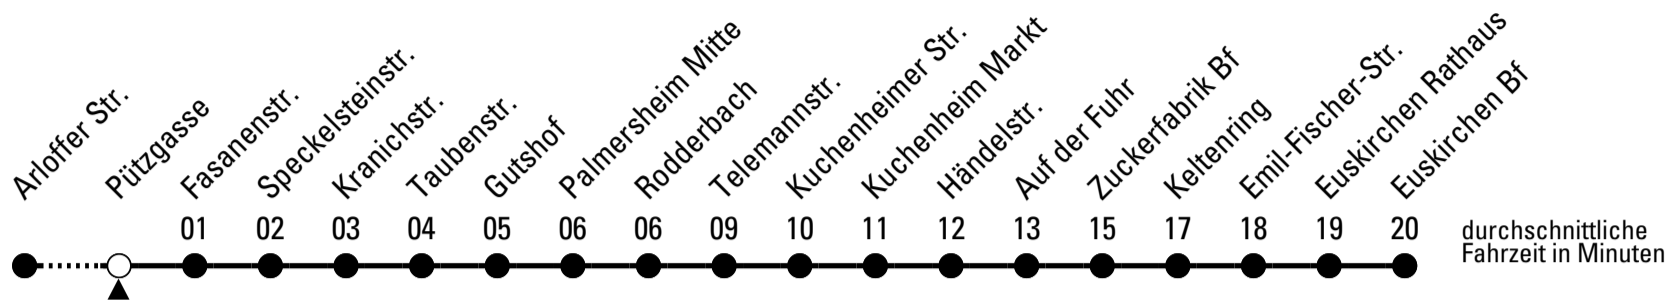 Arloffer Str.
Pützgasse
Fasanenstr.
Speckelsteinstr.
Kranichstr.
Taubenstr.
Gutshof
Palmersheim Mitte
Rodderbach
Telemannstr.
Kuchenheimer Str.
Kuchenheim Markt
Händelstr.
Auf der Fuhr
Zuckerfabrik Bf
Keltenring
Emil-Fischer-Str.
Euskirchen Rathaus
Euskirchen Bf
01 02 03 04 05 06 06 09 10 11 12 13 15 17 18 19 20
durchschnittliche
Fahrzeit in Minuten